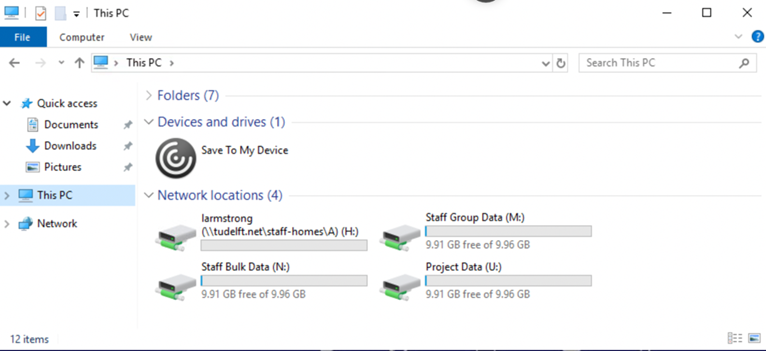 This PC
File Computer View
This PC
Search This PC
Quick access
Documents
Downloads
Pictures
This PC
Network
Folders (7)
Devices and drives (1)
Save To My Device
Network locations (4)
larmstrong
(\\tudelft.net\staff-homes\A) (H:)
Staff Group Data (M:)
9.91 GB free of 9.96 GB
Staff Bulk Data (N:)
9.91 GB free of 9.96 GB
Project Data (U:)
9.91 GB free of 9.96 GB
12 items